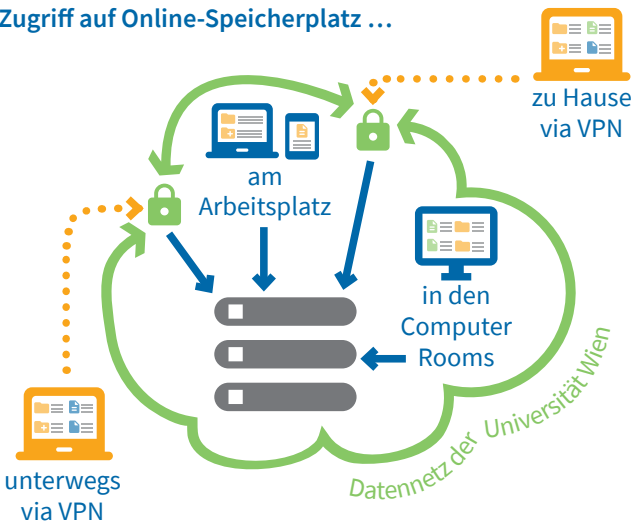 Zugriff auf Online-Speicherplatz …
zu Hause
via VPN
am
Arbeitsplatz
in den
Computer
Rooms
Datennetz der Universität Wien
unterwegs
via VPN